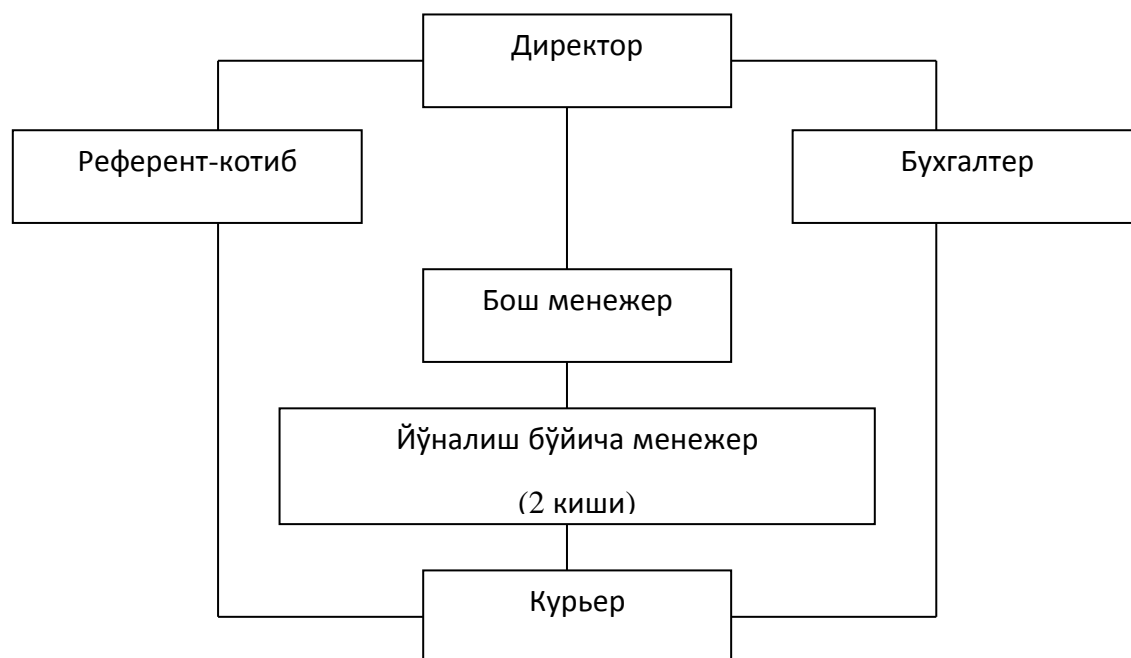 Директор
Референт-котиб
Бухгалтер
Бош менежер
Йўналиш бўйича менежер
(2 киши)
Курьер